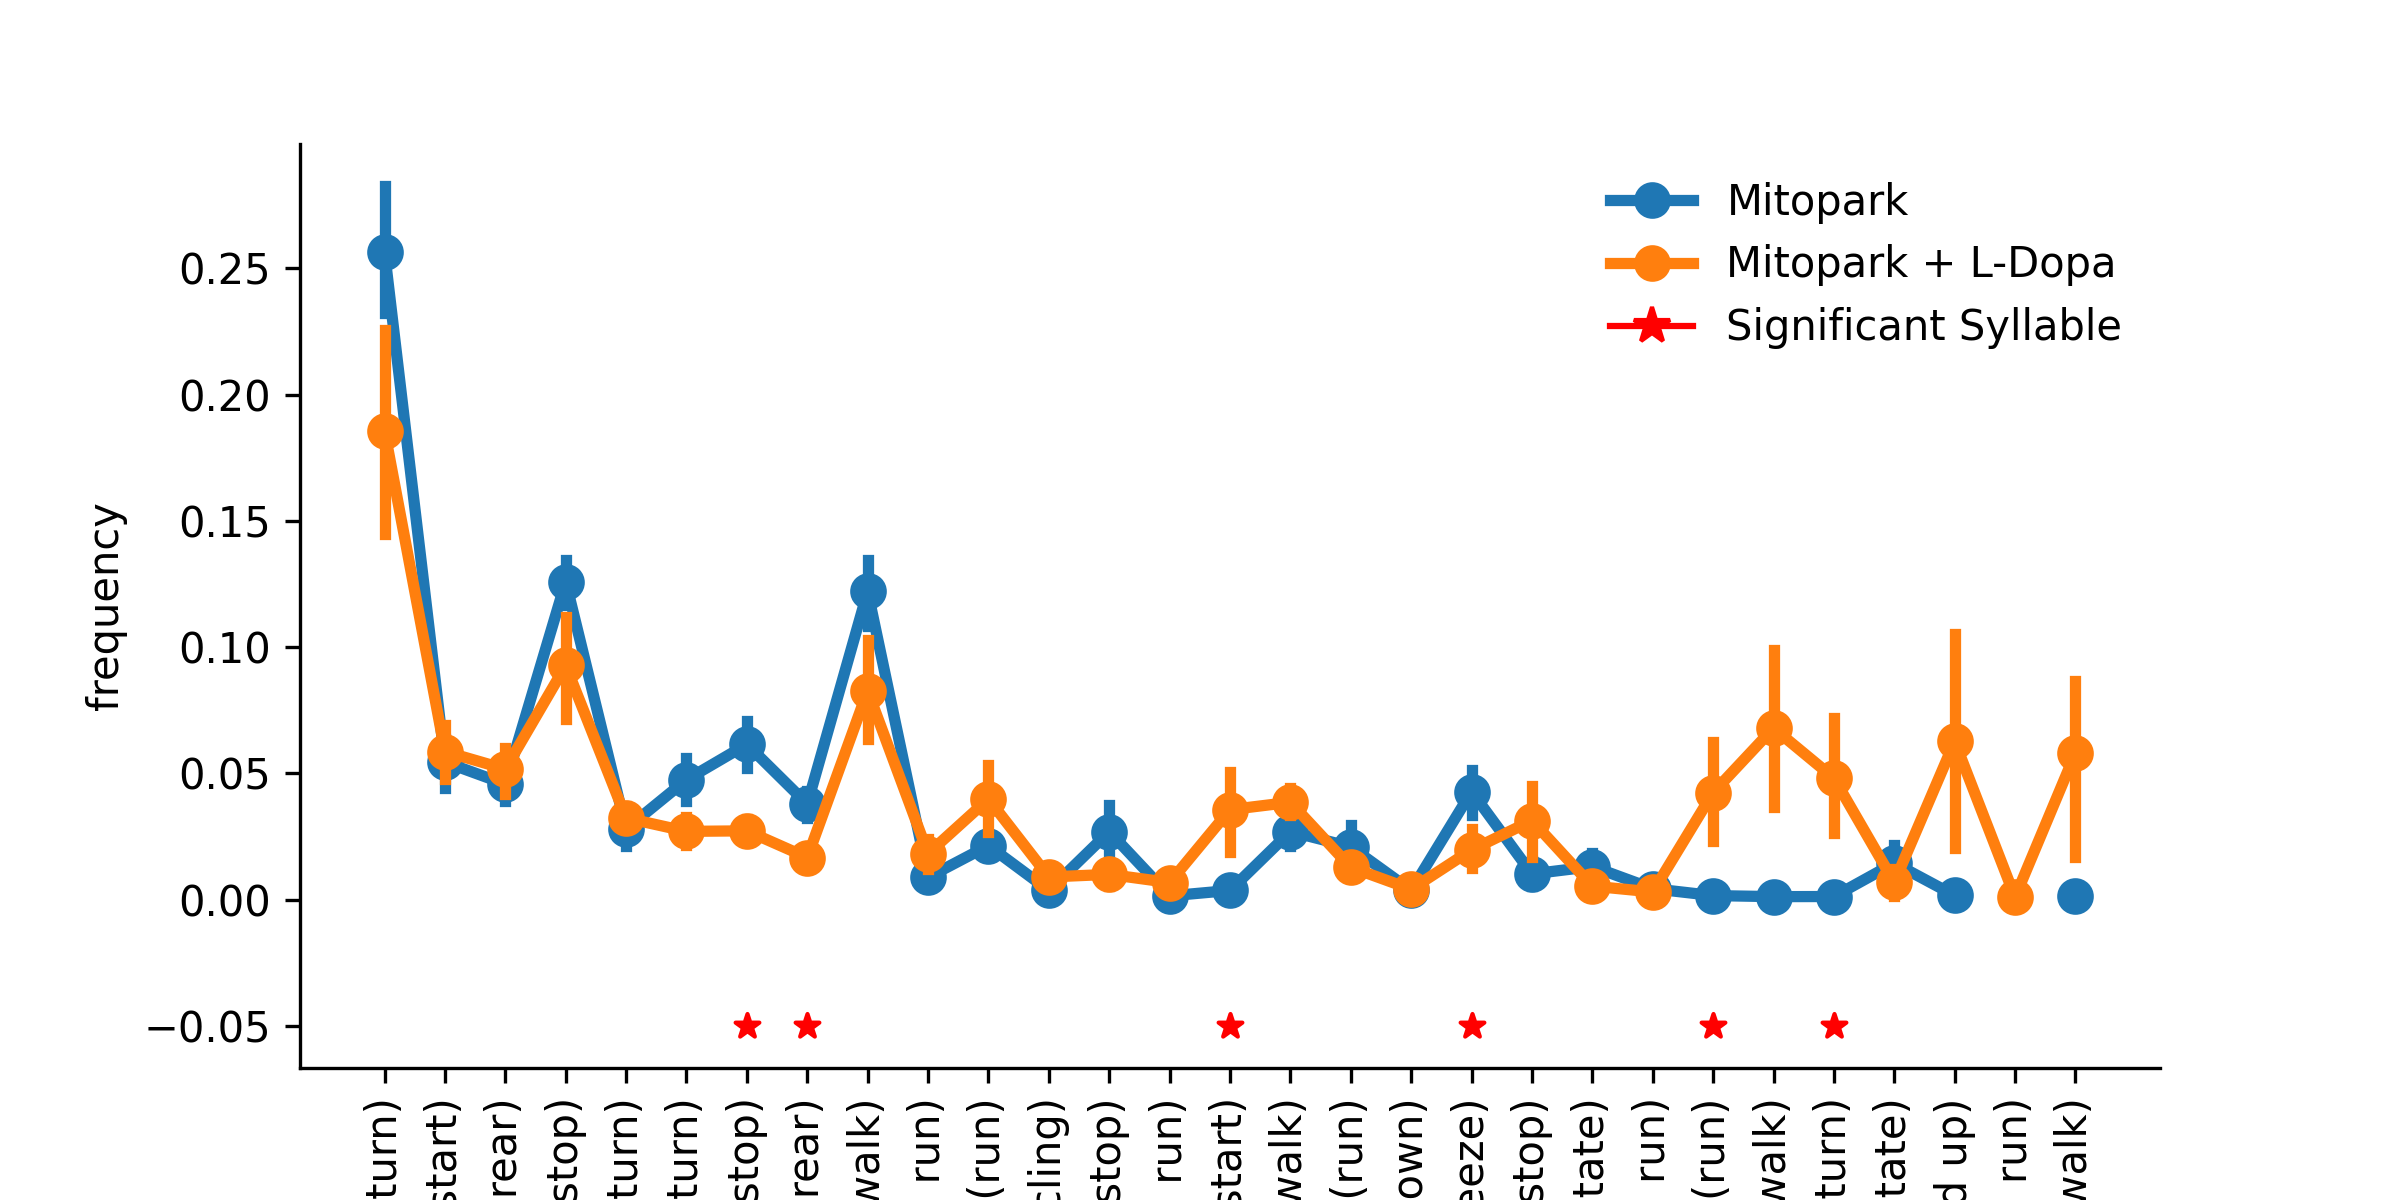 Mitopark
Mitopark + L-Dopa
Significant Syllable
frequency
0.25
0.20
0.15
0.10
0.05
0.00
−0.05
turn)
start)
rear)
stop)
turn)
turn)
stop)
rear)
walk)
run)
(run)
cling)
stop)
run)
start)
walk)
(run)
own)
eeze)
stop)
tate)
run)
(run)
walk)
turn)
tate)
d up)
run)
walk)